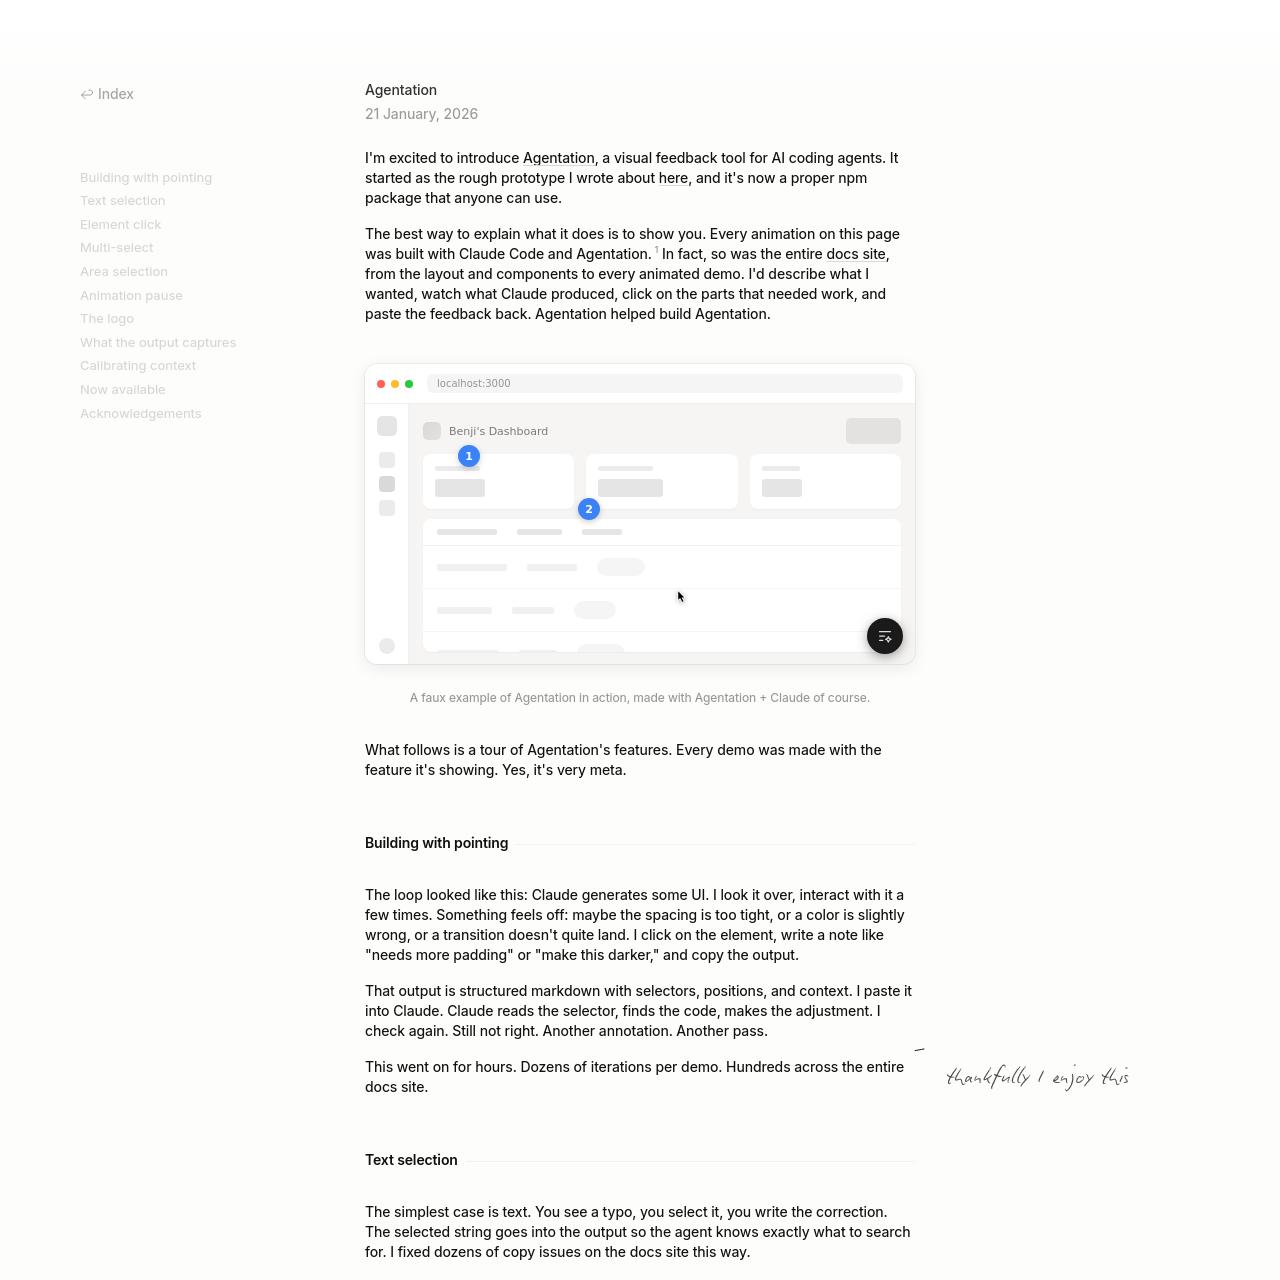 Index
Building with pointing
Text selection
Element click
Multi-select
Area selection
Animation pause
The logo
What the output captures
Calibrating context
Now available
Acknowledgements
Agentation
21 January, 2026
I'm excited to introduce Agentation, a visual feedback tool for AI coding agents. It
started as the rough prototype I wrote about here, and it's now a proper npm
package that anyone can use.
The best way to explain what it does is to show you. Every animation on this page
was built with Claude Code and Agentation. 1 In fact, so was the entire docs site,
from the layout and components to every animated demo. I'd describe what I
wanted, watch what Claude produced, click on the parts that needed work, and
paste the feedback back. Agentation helped build Agentation.
localhost:3000
Benji's Dashboard
1
2
A faux example of Agentation in action, made with Agentation + Claude of course.
What follows is a tour of Agentation's features. Every demo was made with the
feature it's showing. Yes, it's very meta.
Building with pointing
The loop looked like this: Claude generates some UI. I look it over, interact with it a
few times. Something feels off: maybe the spacing is too tight, or a color is slightly
wrong, or a transition doesn't quite land. I click on the element, write a note like
"needs more padding" or "make this darker," and copy the output.
That output is structured markdown with selectors, positions, and context. I paste it
into Claude. Claude reads the selector, finds the code, makes the adjustment. I
check again. Still not right. Another annotation. Another pass.
This went on for hours. Dozens of iterations per demo. Hundreds across the entire
docs site.
thankfully I enjoy this
Text selection
The simplest case is text. You see a typo, you select it, you write the correction.
The selected string goes into the output so the agent knows exactly what to search
for. I fixed dozens of copy issues on the docs site this way.